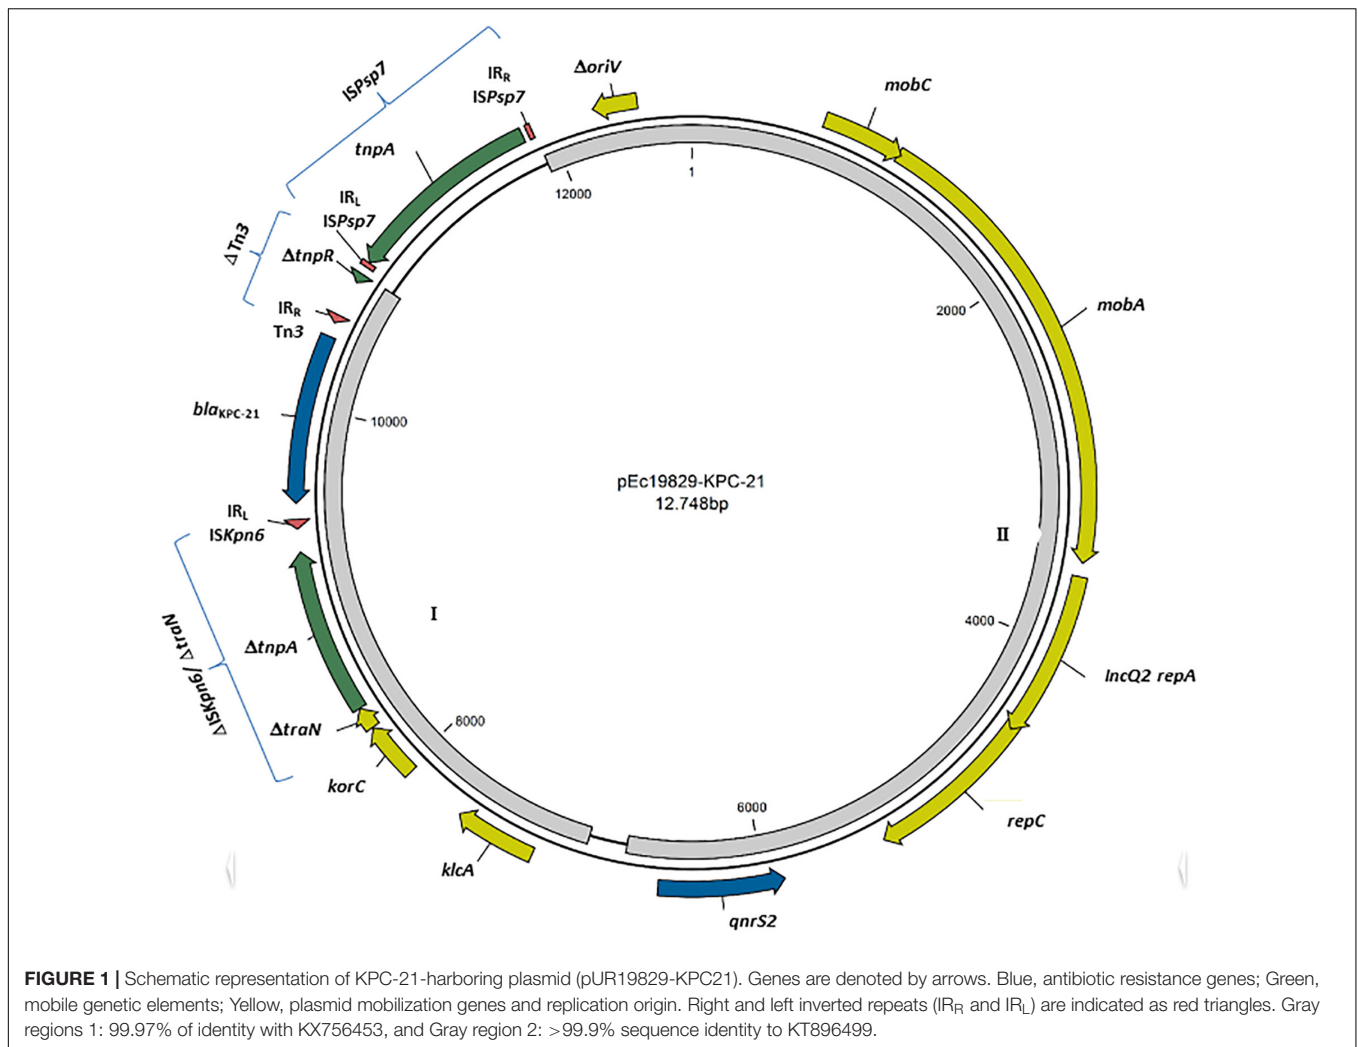 ISPsp7
IRR
ISPsp7
ΔoriV
mobC
tnpA
1
12000
IRL
ISPsp7
ΔTn3
ΔtnpR
2000
mobA
IRR
Tn3
blaKPC-21
10000
pEc19829-KPC-21
12.748bp
IRL
ISKpn6
II
I
4000
ΔtnpA
ΔISKpn6/ΔtraN
IncQ2 repA
ΔtraN
8000
korC
6000
repC
klcA
qnrS2
FIGURE 1 | Schematic representation of KPC-21-harboring plasmid (pUR19829-KPC21). Genes are denoted by arrows. Blue, antibiotic resistance genes; Green,
mobile genetic elements; Yellow, plasmid mobilization genes and replication origin. Right and left inverted repeats (IRR and IRL) are indicated as red triangles. Gray
regions 1: 99.97% of identity with KX756453, and Gray region 2: >99.9% sequence identity to KT896499.